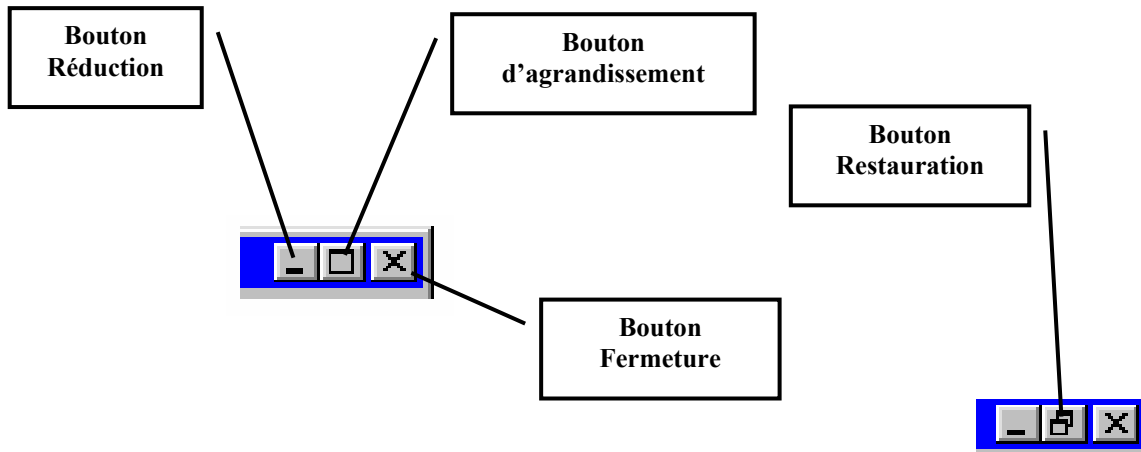 Bouton
Réduction
Bouton
d’agrandissement
Bouton
Restauration
Bouton
Fermeture